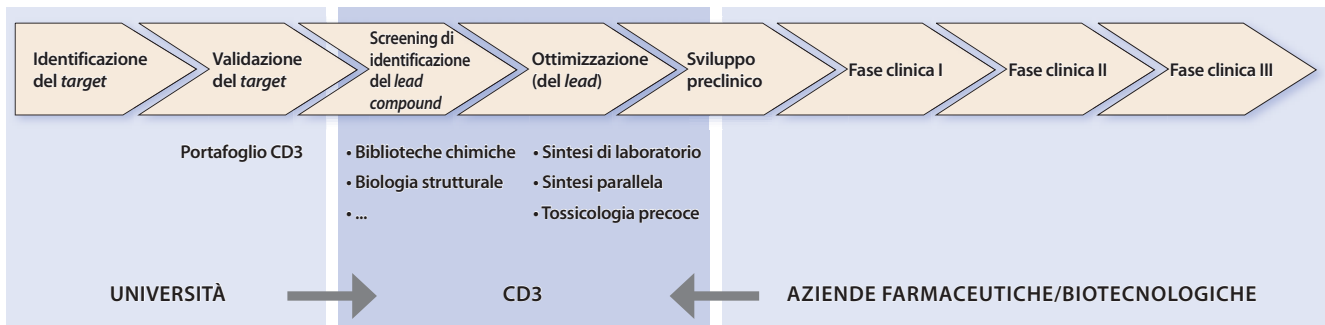 Identificazione
del target
Validazione
del target
Screening di
identificazione
del lead
compound
Ottimizzazione
(del lead)
Sviluppo
preclinico
Fase clinica I
Fase clinica II
Fase clinica III
Portafoglio CD3
• Biblioteche chimiche
• Biologia strutturale
• ...
• Sintesi di laboratorio
• Sintesi parallela
• Tossicologia precoce
UNIVERSITÀ
CD3
AZIENDE FARMACEUTICHE/BIOTECNOLOGICHE